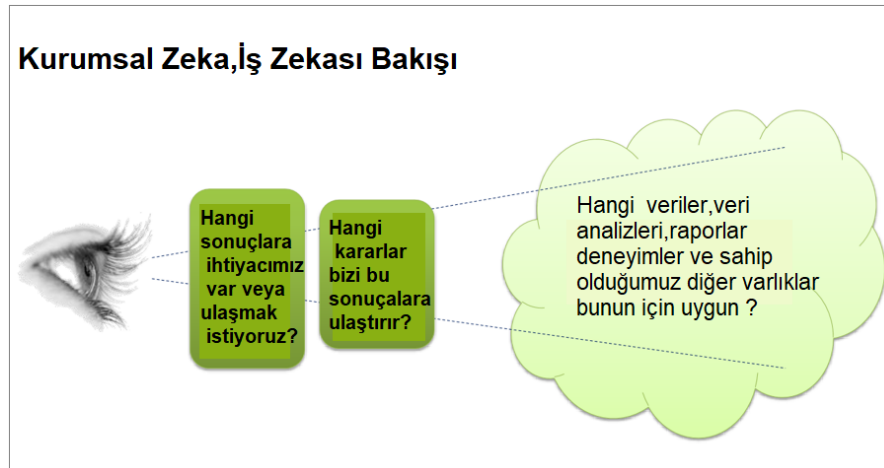 Kurumsal Zeka,İş Zekası Bakışı
Hangi
sonuçlara
ihtiyacımız
var veya
ulaşmak
istiyoruz?
Hangi
kararlar
bizi bu
sonuçalara
ulaştırır?
Hangi veriler,veri
analizleri,raporlar
deneyimler ve sahip
olduğumuz diğer varlıklar
bunun için uygun ?